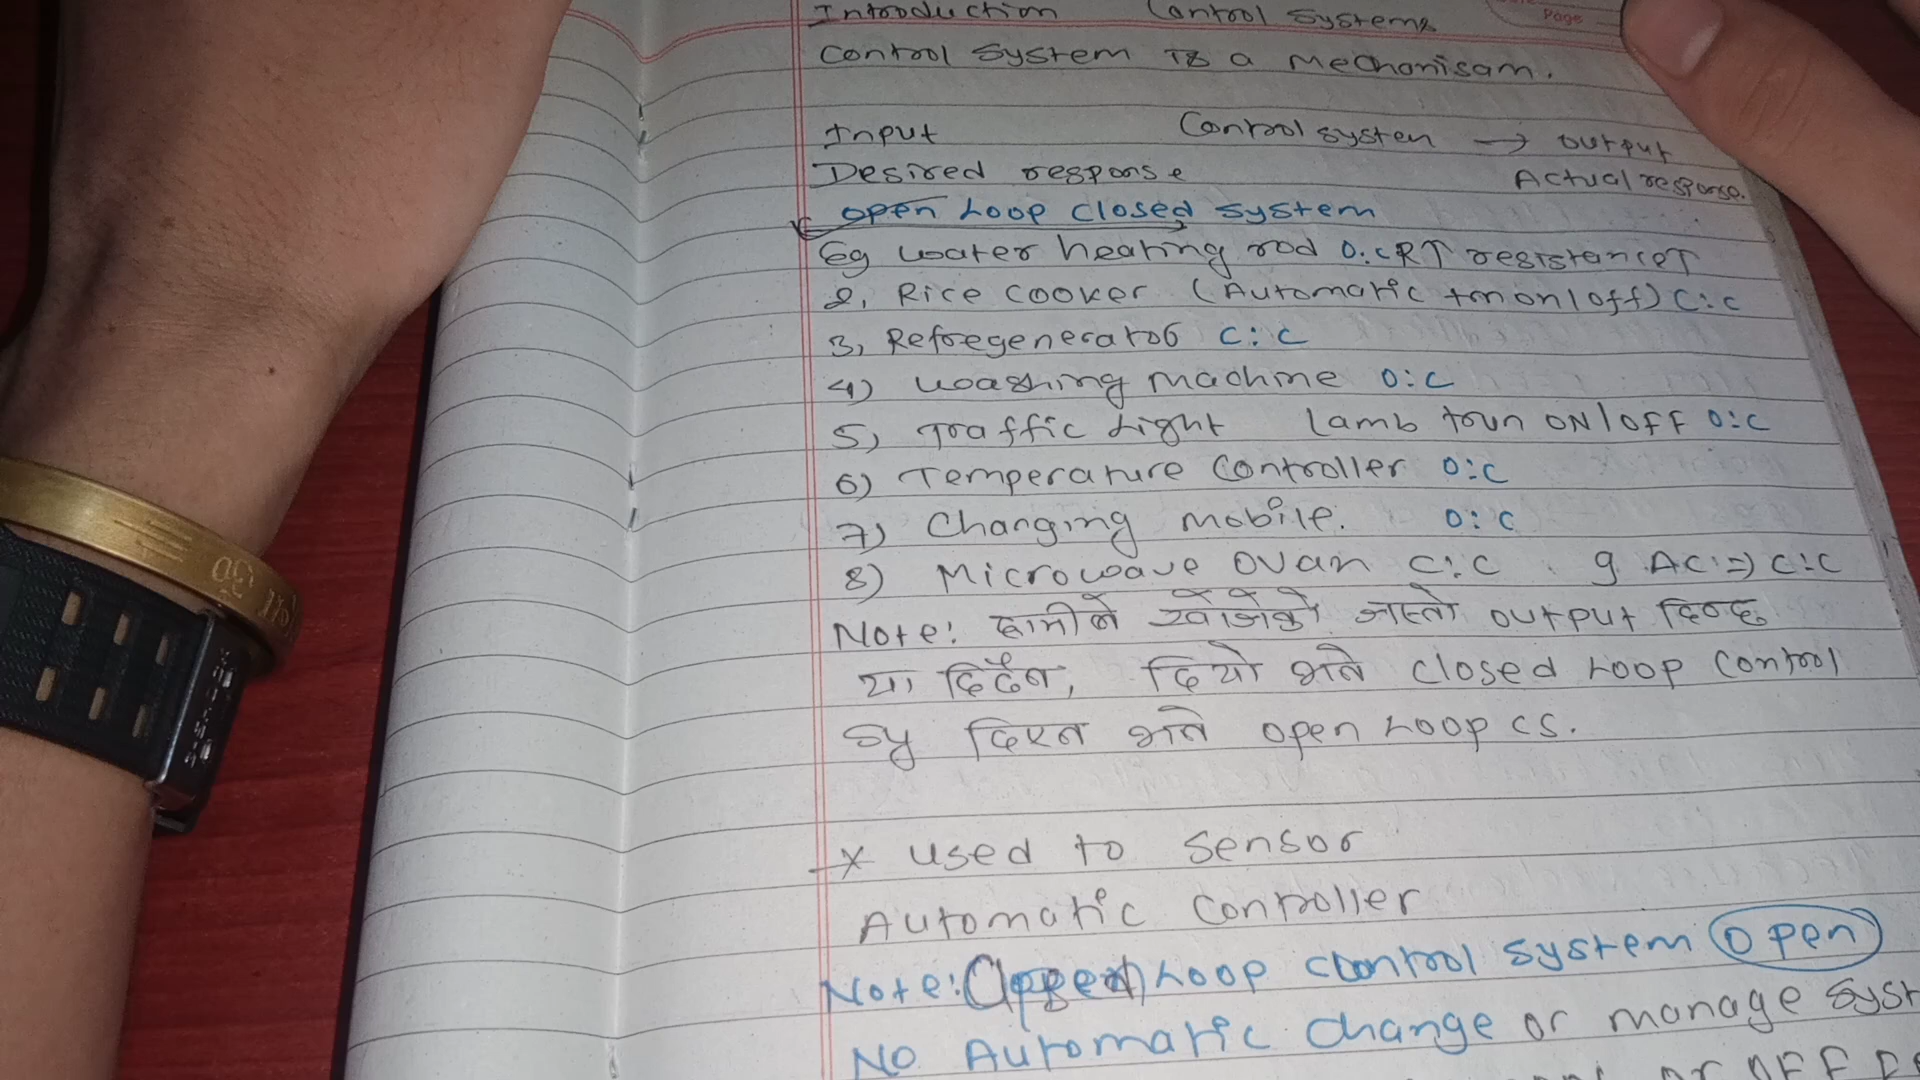 Introduction Control Systems
Page
Control System is a Mechanisam.
Input Control system → output
Desired response Actual response.
open Loop closed system
Eg water heating rod O:C RT↑ resistance↑
2, Rice cooker (Automatic turn on/off) C:C
3, Refregenerator C:C
4) Washing machine O:C
5) Traffic Light Lamb turn ON/OFF O:C
6) Temperature Controller O:C
7) Changing mobile. O:C
8) Microwave Ovan C:C 9 AC => C:C
Note: हामीले खोजेको जस्तो output दिन्छ
या दिदैन, दियो भने closed Loop Control
sy दिएन भने open Loop cs.
* used to sensor
Automatic Controller
Note: Loop control system open
No Automatic change or manage syst
or OFF